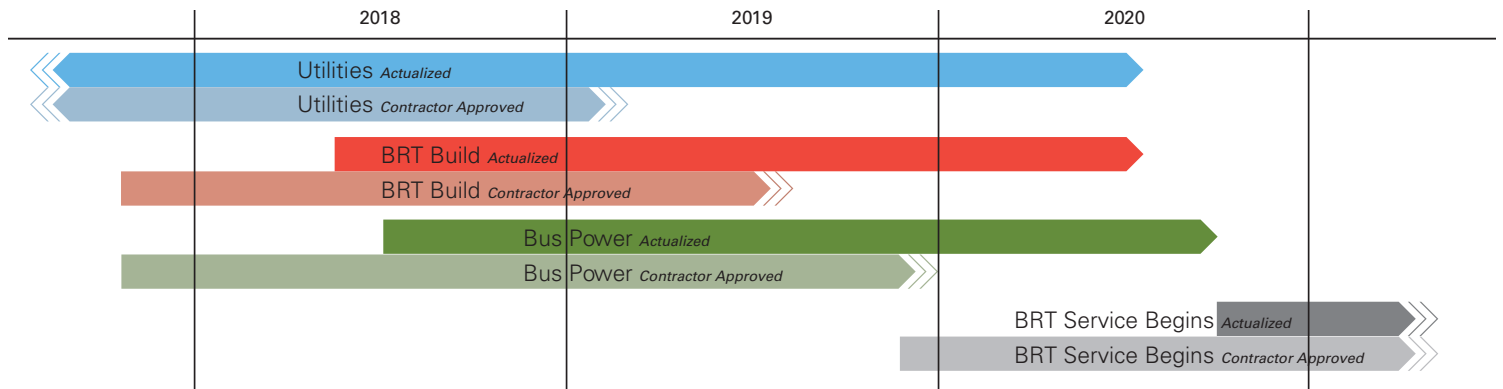 2018 2019 2020
Utilities Actualized
Utilities Contractor Approved
BRT Build Actualized
BRT Build Contractor Approved
Bus Power Actualized
Bus Power Contractor Approved
BRT Service Begins Actualized
BRT Service Begins Contractor Approved